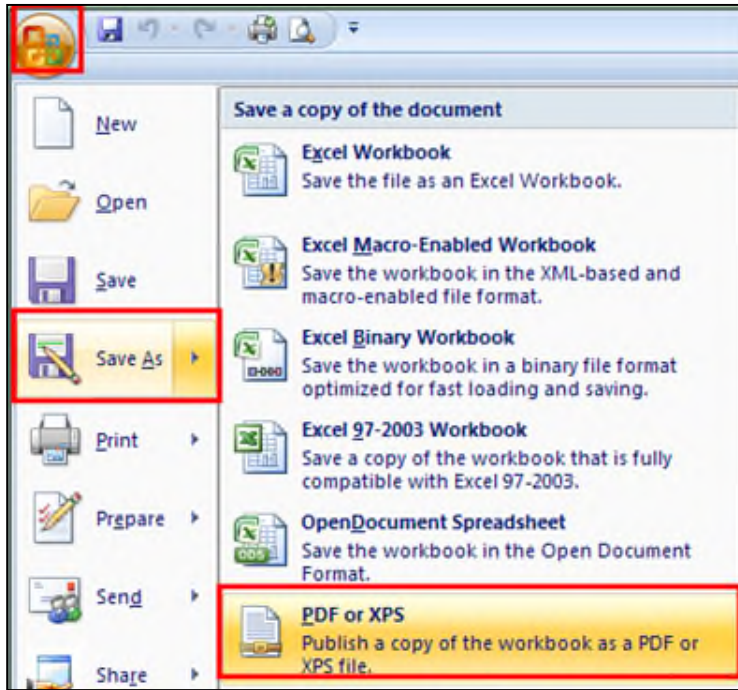 New
Open
Save
Save As
Print
Prepare
Send
Share
Save a copy of the document
Excel Workbook
Save the file as an Excel Workbook.
Excel Macro-Enabled Workbook
Save the workbook in the XML-based and
macro-enabled file format.
Excel Binary Workbook
Save the workbook in a binary file format
optimized for fast loading and saving.
Excel 97-2003 Workbook
Save a copy of the workbook that is fully
compatible with Excel 97-2003.
OpenDocument Spreadsheet
Save the workbook in the Open Document
Format.
PDF or XPS
Publish a copy of the workbook as a PDF or
XPS file.